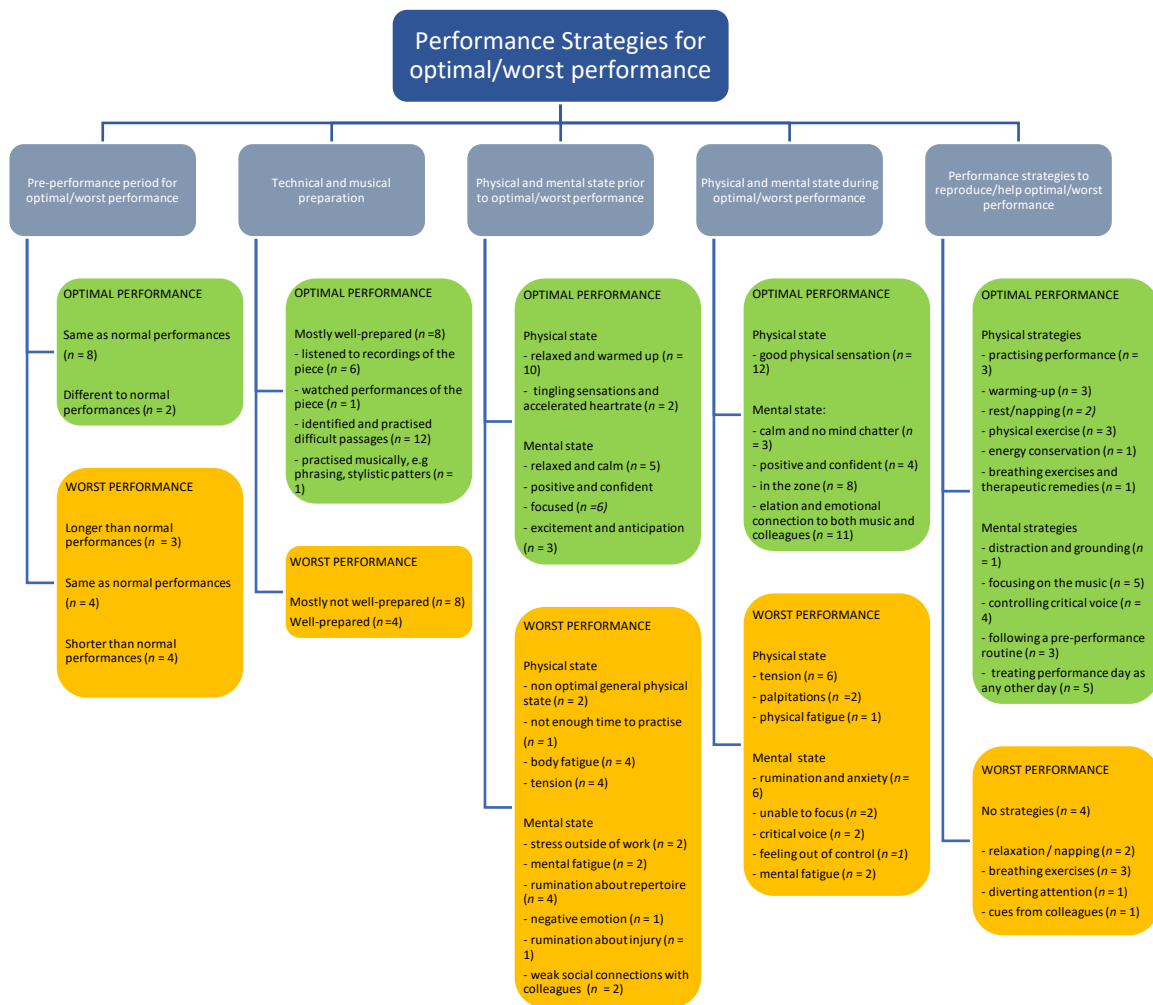 Performance Strategies for
optimal/worst performance
Pre-performance period for
optimal/worst performance
Technical and musical
preparation
Physical and mental state prior
to optimal/worst performance
Physical and mental state during
optimal/worst performance
Performance strategies to
reproduce/help optimal/worst
performance
OPTIMAL PERFORMANCE
Same as normal performances
(n = 8)
Different to normal
performances (n = 2)
WORST PERFORMANCE
Longer than normal
performances (n = 3)
Same as normal performances
(n = 4)
Shorter than normal
performances (n = 4)
OPTIMAL PERFORMANCE
Mostly well-prepared (n =8)
- listened to recordings of the
piece (n = 6)
- watched performances of the
piece (n = 1)
- identified and practised
difficult passages (n = 12)
- practised musically, e.g
phrasing, stylistic patters (n =
1)
WORST PERFORMANCE
Mostly not well-prepared (n = 8)
Well-prepared (n =4)
OPTIMAL PERFORMANCE
Physical state
- relaxed and warmed up (n =
10)
- tingling sensations and
accelerated heartrate (n = 2)
Mental state
- relaxed and calm (n = 5)
- positive and confident
- focused (n =6)
- excitement and anticipation
(n = 3)
WORST PERFORMANCE
Physical state
- non optimal general physical
state (n = 2)
- not enough time to practise
(n = 1)
- body fatigue (n = 4)
- tension (n = 4)
Mental state
- stress outside of work (n = 2)
- mental fatigue (n = 2)
- rumination about repertoire
(n = 4)
- negative emotion (n = 1)
- rumination about injury (n =
1)
- weak social connections with
colleagues (n = 2)
OPTIMAL PERFORMANCE
Physical state
- good physical sensation (n =
12)
Mental state:
- calm and no mind chatter (n =
3)
- positive and confident (n = 4)
- in the zone (n = 8)
- elation and emotional
connection to both music and
colleagues (n = 11)
WORST PERFORMANCE
Physical state
- tension (n = 6)
- palpitations (n =2)
- physical fatigue (n = 1)
Mental state
- rumination and anxiety (n =
6)
- unable to focus (n =2)
- critical voice (n = 2)
- feeling out of control (n =1)
- mental fatigue (n = 2)
OPTIMAL PERFORMANCE
Physical strategies
- practising performance (n =
3)
- warming-up (n = 3)
- rest/napping (n = 2)
- physical exercise (n = 3)
- energy conservation (n = 1)
- breathing exercises and
therapeutic remedies (n = 1)
Mental strategies
- distraction and grounding (n
= 1)
- focusing on the music (n = 5)
- controlling critical voice (n =
4)
- following a pre-performance
routine (n = 3)
- treating performance day as
any other day (n = 5)
WORST PERFORMANCE
No strategies (n = 4)
- relaxation / napping (n = 2)
- breathing exercises (n = 3)
- diverting attention (n = 1)
- cues from colleagues (n = 1)